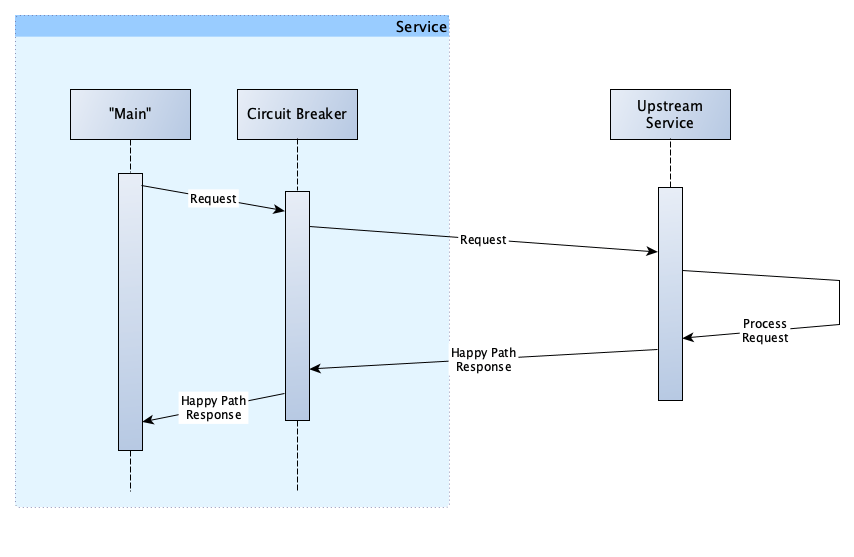 Service
"Main"
Circuit Breaker
Upstream
Service
Request
Request
Process
Request
Happy Path
Response
Happy Path
Response